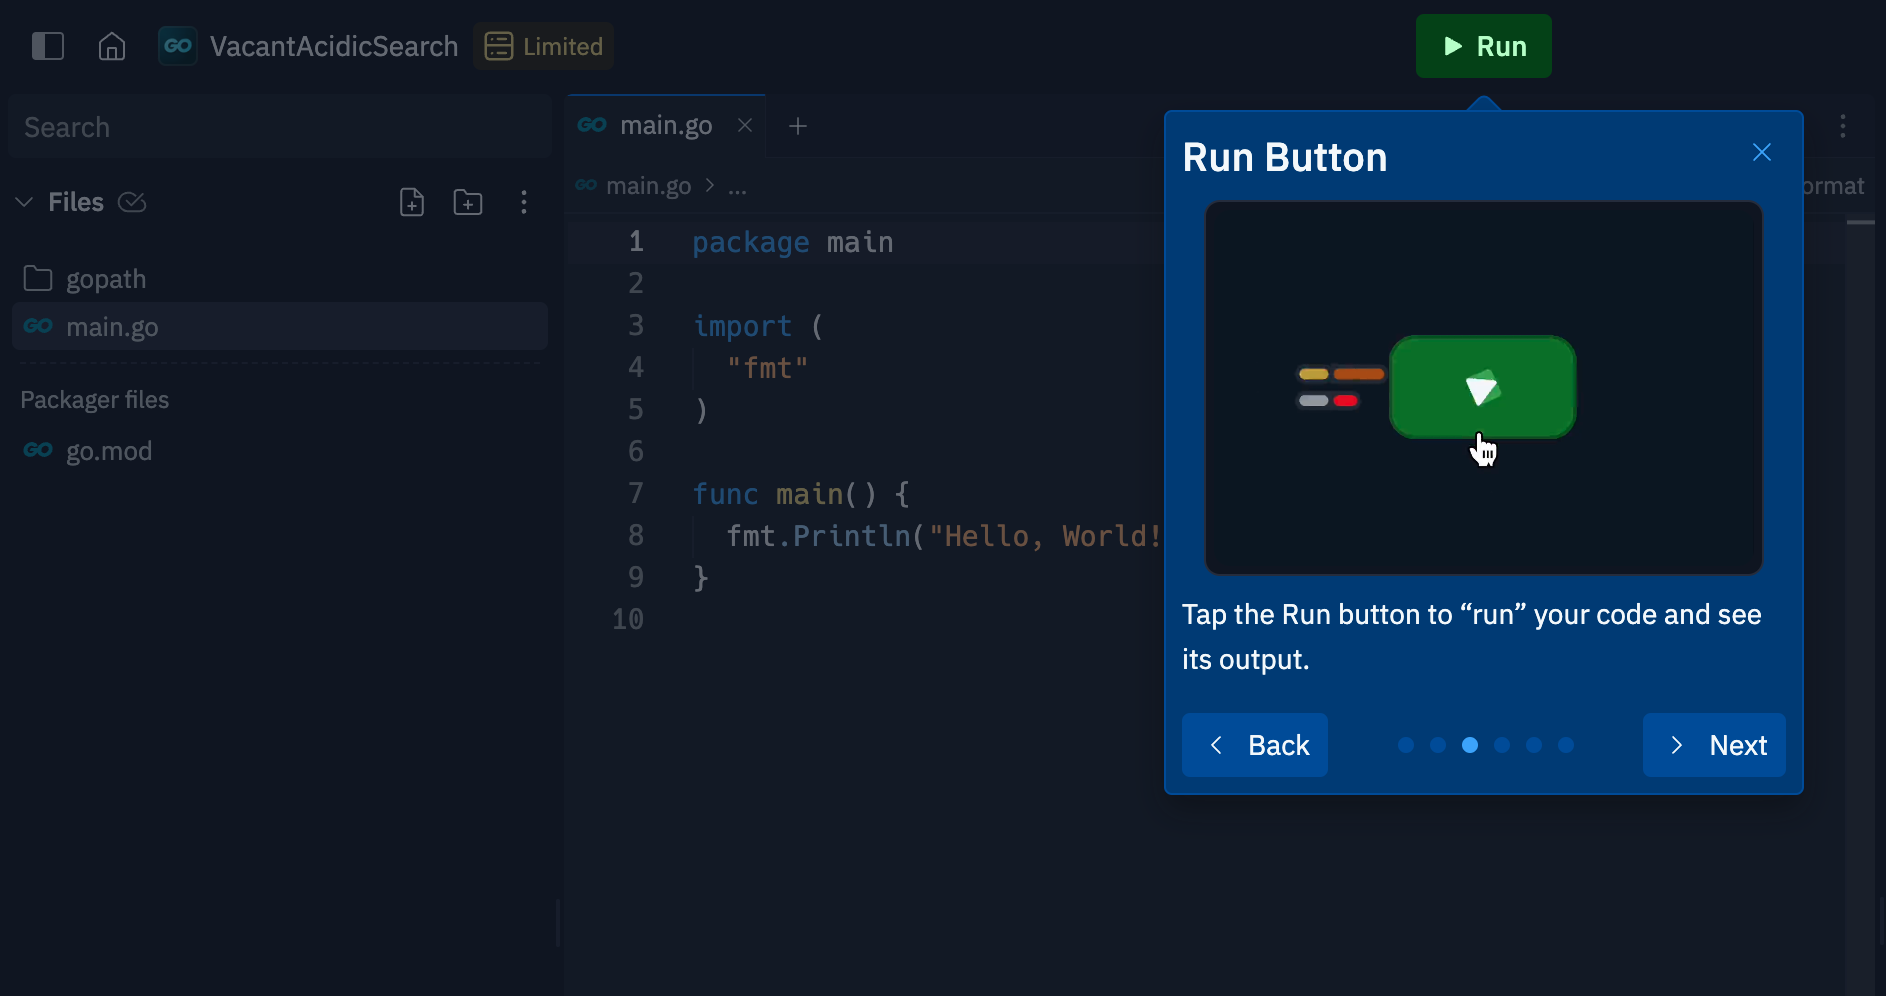 GO VacantAcidicSearch Limited
Run
Search
Files
gopath
GO main.go
Packager files
GO go.mod
GO main.go
GO main.go > ...
ormat
1 package main
2
3 import (
4 "fmt"
5 )
6
7 func main() {
8 fmt.Println("Hello, World!
9 }
10
Run Button
Tap the Run button to “run” your code and see
its output.
Back
Next